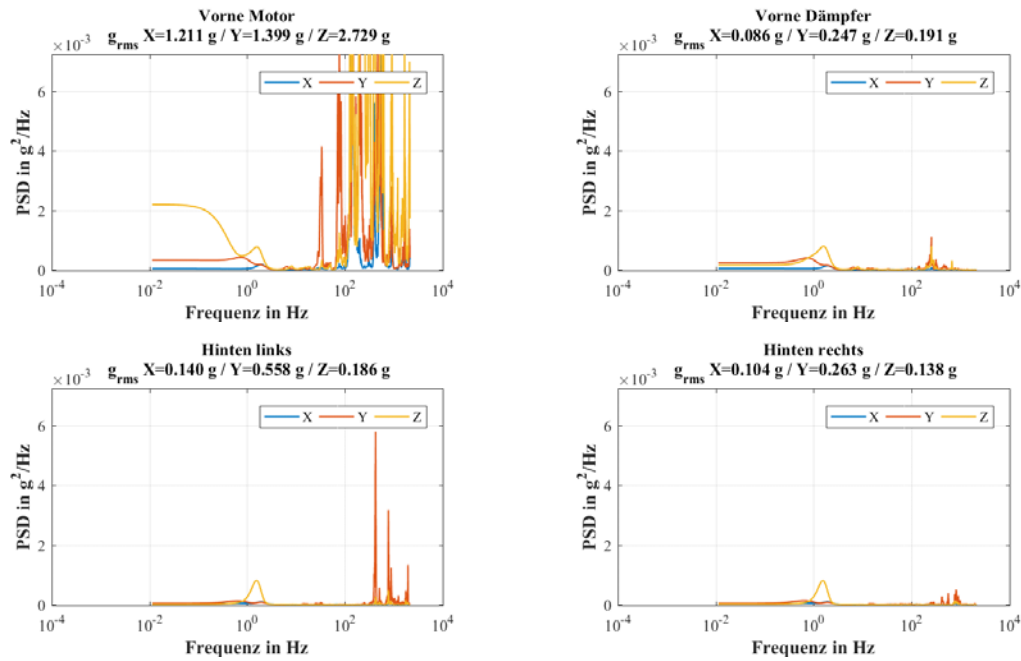 Vorne Motor
g_rms X=1.211 g / Y=1.399 g / Z=2.729 g
×10^-3
X Y Z
6
4
2
0
PSD in g^2/Hz
10^-4 10^-2 10^0 10^2 10^4
Frequenz in Hz
Vorne Dämpfer
g_rms X=0.086 g / Y=0.247 g / Z=0.191 g
×10^-3
X Y Z
6
4
2
0
PSD in g^2/Hz
10^-4 10^-2 10^0 10^2 10^4
Frequenz in Hz
Hinten links
g_rms X=0.140 g / Y=0.558 g / Z=0.186 g
×10^-3
X Y Z
6
4
2
0
PSD in g^2/Hz
10^-4 10^-2 10^0 10^2 10^4
Frequenz in Hz
Hinten rechts
g_rms X=0.104 g / Y=0.263 g / Z=0.138 g
×10^-3
X Y Z
6
4
2
0
PSD in g^2/Hz
10^-4 10^-2 10^0 10^2 10^4
Frequenz in Hz